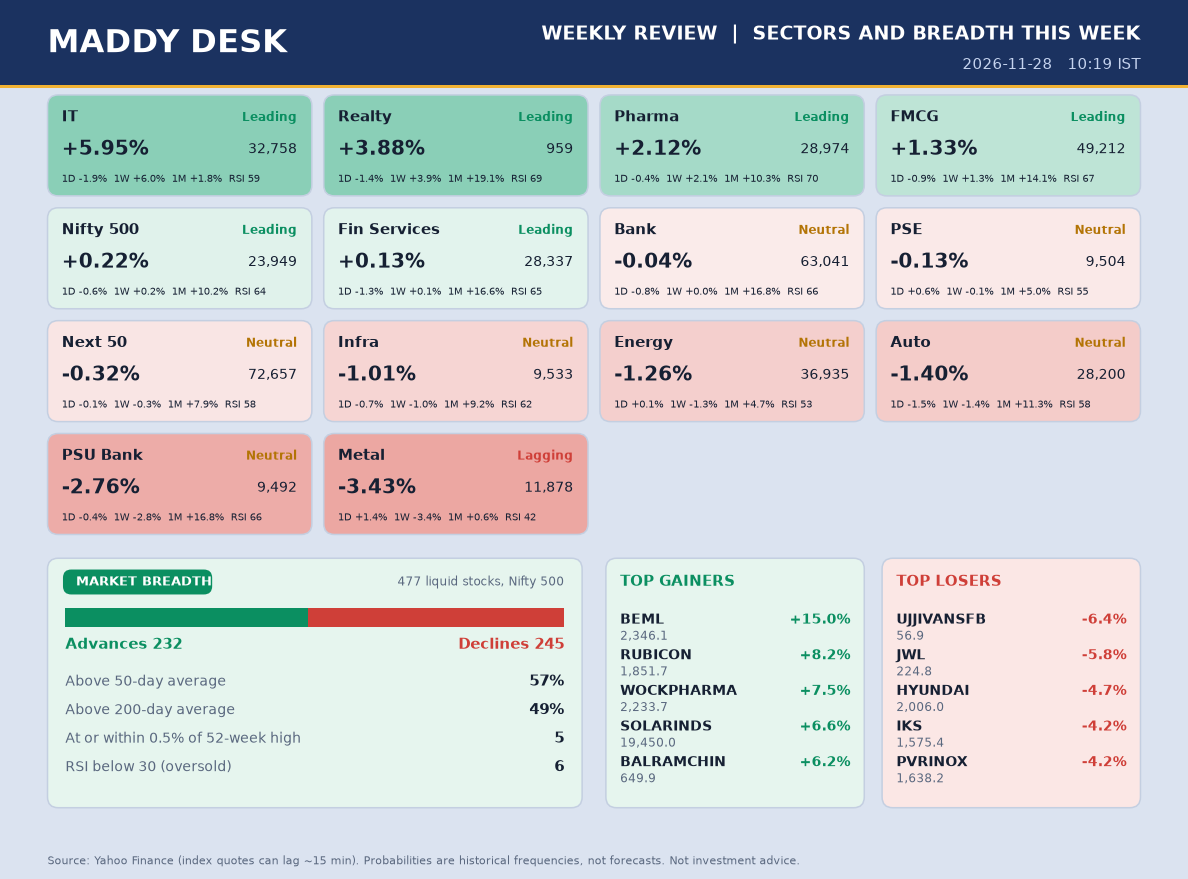 MADDY DESK
WEEKLY REVIEW | SECTORS AND BREADTH THIS WEEK
2026-11-28 10:19 IST
IT Leading
+5.95% 32,758
1D -1.9% 1W +6.0% 1M +1.8% RSI 59
Realty Leading
+3.88% 959
1D -1.4% 1W +3.9% 1M +19.1% RSI 69
Pharma Leading
+2.12% 28,974
1D -0.4% 1W +2.1% 1M +10.3% RSI 70
FMCG Leading
+1.33% 49,212
1D -0.9% 1W +1.3% 1M +14.1% RSI 67
Nifty 500 Leading
+0.22% 23,949
1D -0.6% 1W +0.2% 1M +10.2% RSI 64
Fin Services Leading
+0.13% 28,337
1D -1.3% 1W +0.1% 1M +16.6% RSI 65
Bank Neutral
-0.04% 63,041
1D -0.8% 1W +0.0% 1M +16.8% RSI 66
PSE Neutral
-0.13% 9,504
1D +0.6% 1W -0.1% 1M +5.0% RSI 55
Next 50 Neutral
-0.32% 72,657
1D -0.1% 1W -0.3% 1M +7.9% RSI 58
Infra Neutral
-1.01% 9,533
1D -0.7% 1W -1.0% 1M +9.2% RSI 62
Energy Neutral
-1.26% 36,935
1D +0.1% 1W -1.3% 1M +4.7% RSI 53
Auto Neutral
-1.40% 28,200
1D -1.5% 1W -1.4% 1M +11.3% RSI 58
PSU Bank Neutral
-2.76% 9,492
1D -0.4% 1W -2.8% 1M +16.8% RSI 66
Metal Lagging
-3.43% 11,878
1D +1.4% 1W -3.4% 1M +0.6% RSI 42
MARKET BREADTH 477 liquid stocks, Nifty 500
Advances 232 Declines 245
Above 50-day average 57%
Above 200-day average 49%
At or within 0.5% of 52-week high 5
RSI below 30 (oversold) 6
TOP GAINERS
BEML +15.0%
2,346.1
RUBICON +8.2%
1,851.7
WOCKPHARMA +7.5%
2,233.7
SOLARINDS +6.6%
19,450.0
BALRAMCHIN +6.2%
649.9
TOP LOSERS
UJJIVANSFB -6.4%
56.9
JWL -5.8%
224.8
HYUNDAI -4.7%
2,006.0
IKS -4.2%
1,575.4
PVRINOX -4.2%
1,638.2
Source: Yahoo Finance (index quotes can lag ~15 min). Probabilities are historical frequencies, not forecasts. Not investment advice.